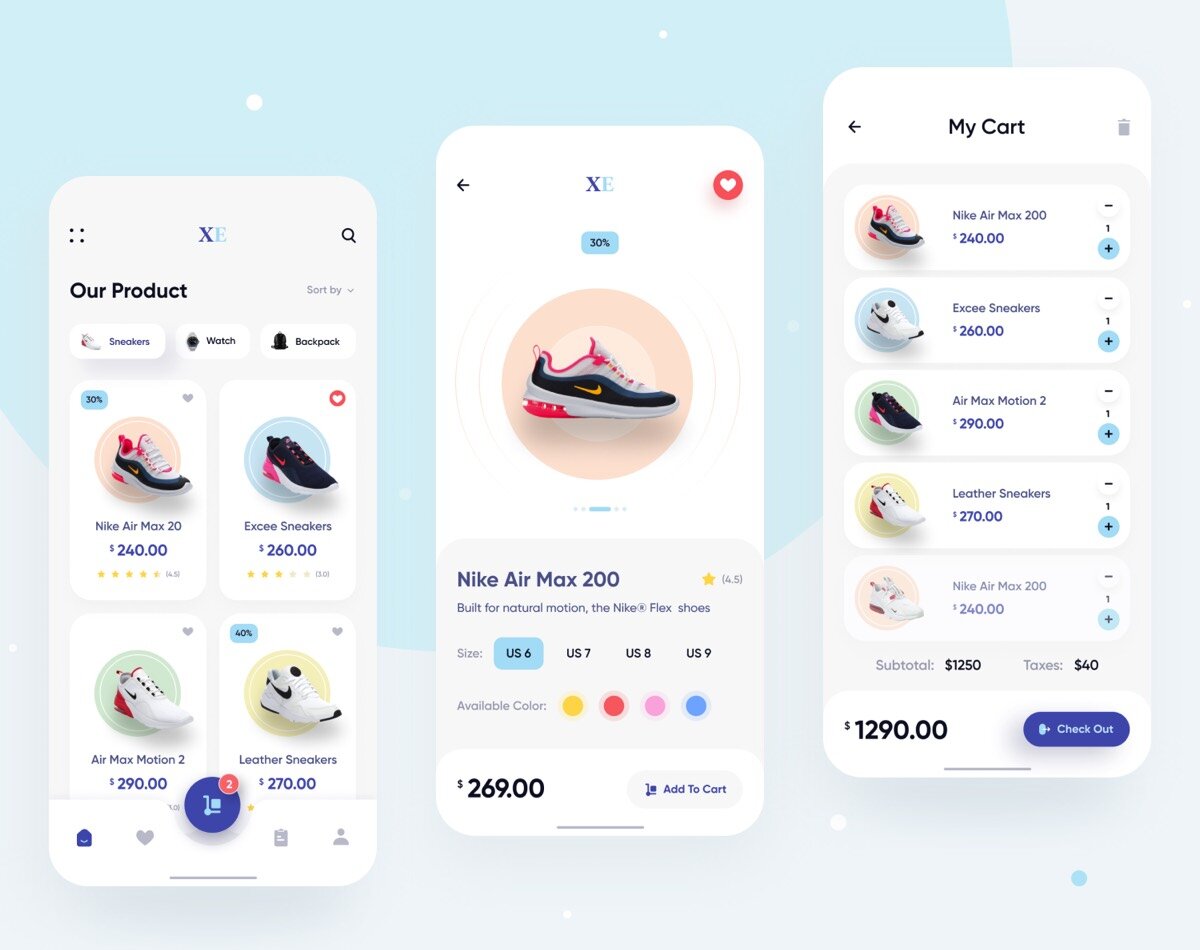 XE
Our Product
Sort by
Sneakers
Watch
Backpack
30%
Nike Air Max 20
$ 240.00
(4.5)
Excee Sneakers
$ 260.00
(3.0)
Air Max Motion 2
$ 290.00
3.0)
40%
Leather Sneakers
$ 270.00
2
XE
30%
Nike Air Max 200
(4.5)
Built for natural motion, the Nike® Flex shoes
Size: US 6 US 7 US 8 US 9
Available Color:
$ 269.00
Add To Cart
My Cart
Nike Air Max 200
$ 240.00
1
Excee Sneakers
$ 260.00
1
Air Max Motion 2
$ 290.00
1
Leather Sneakers
$ 270.00
1
Nike Air Max 200
$ 240.00
1
Subtotal: $1250 Taxes: $40
$ 1290.00
Check Out